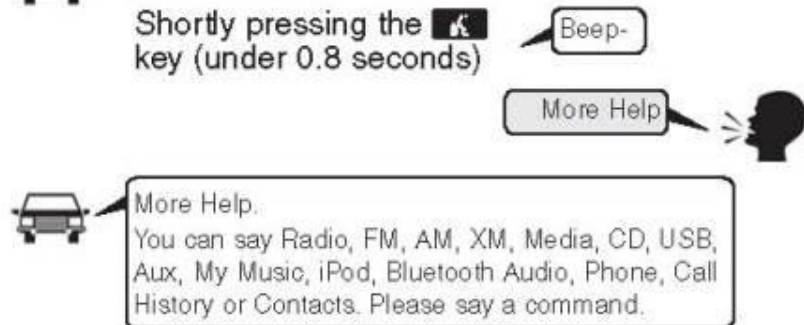 Shortly pressing the
key (under 0.8 seconds)
Beep-
More Help
More Help.
You can say Radio, FM, AM, XM, Media, CD, USB,
Aux, My Music, iPod, Bluetooth Audio, Phone, Call
History or Contacts. Please say a command.